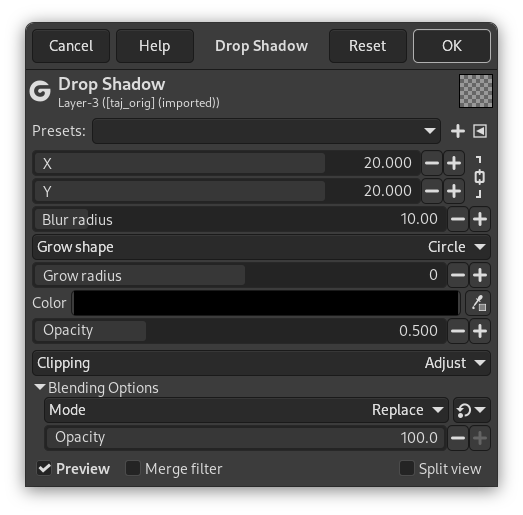 Cancel Help Drop Shadow Reset OK
Drop Shadow
Layer-3 ([taj_orig] (imported))
Presets:
X 20.000
Y 20.000
Blur radius 10.00
Grow shape Circle
Grow radius 0
Color
Opacity 0.500
Clipping Adjust
Blending Options
Mode Replace
Opacity 100.0
Preview Merge filter Split view